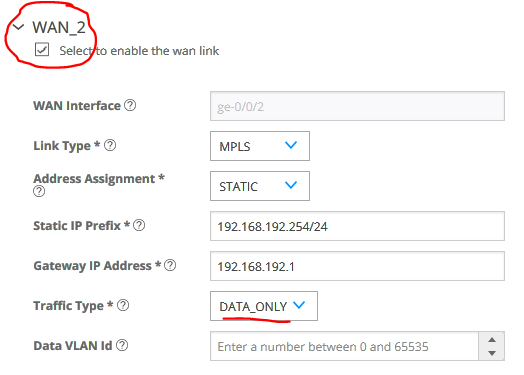 WAN_2
Select to enable the wan link
WAN Interface
ge-0/0/2
Link Type *
MPLS
Address Assignment *
STATIC
Static IP Prefix *
192.168.192.254/24
Gateway IP Address *
192.168.192.1
Traffic Type *
DATA_ONLY
Data VLAN Id
Enter a number between 0 and 65535